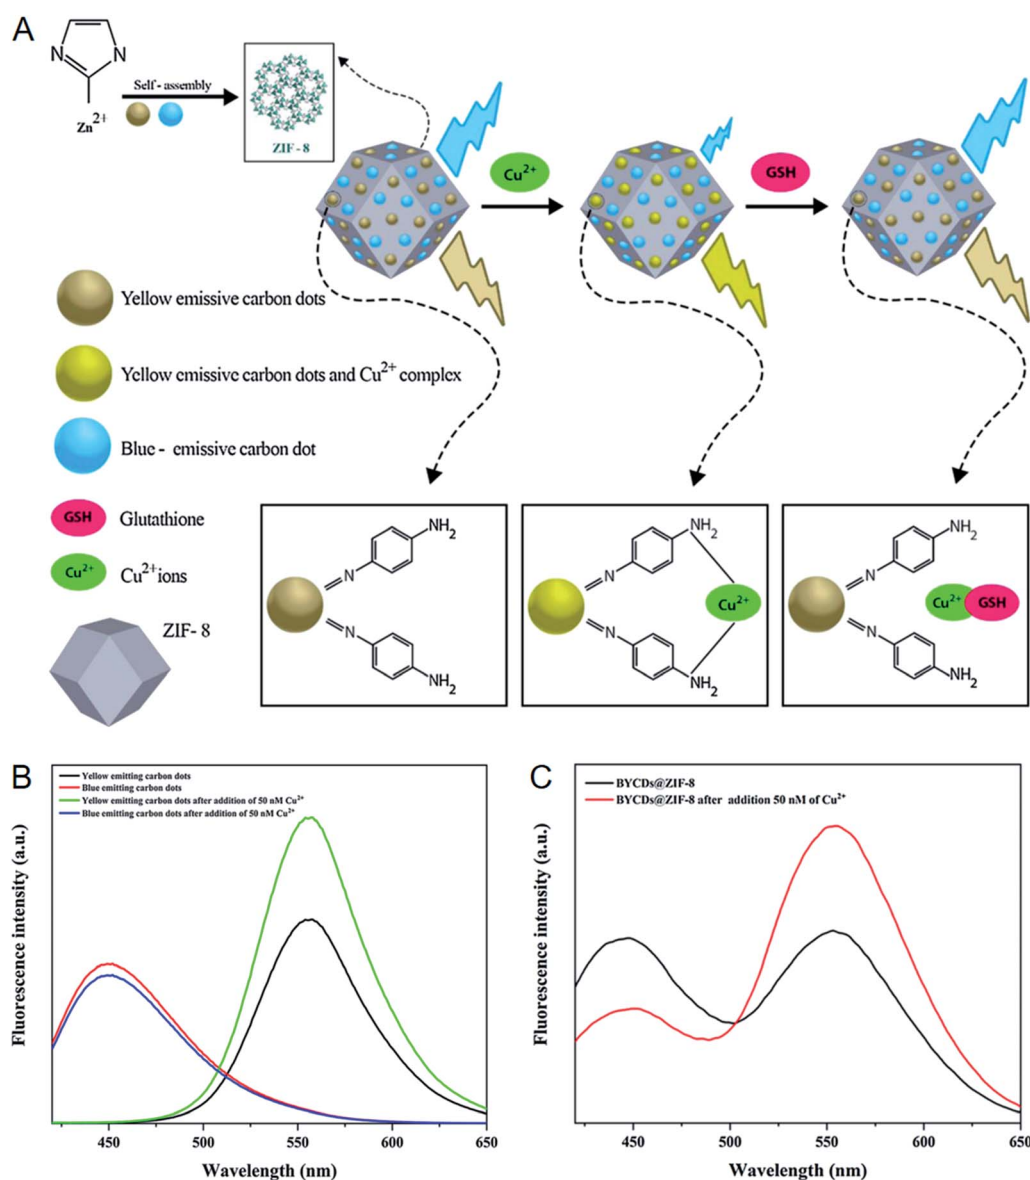 A
N
N
Zn2+
Self - assembly
ZIF - 8
Cu2+
GSH
Yellow emissive carbon dots
Yellow emissive carbon dots and Cu2+ complex
Blue - emissive carbon dot
GSH Glutathione
Cu2+ Cu2+ions
ZIF- 8
NH2
N
N
NH2
NH2
N
Cu2+
N
NH2
NH2
N
Cu2+ GSH
N
NH2
B
Yellow emitting carbon dots
Blue emitting carbon dots
Yellow emitting carbon dots after addition of 50 nM Cu2+
Blue emitting carbon dots after addition of 50 nM Cu2+
Fluorescence intensity (a.u.)
450 500 550 600 650
Wavelength (nm)
C
BYCDs@ZIF-8
BYCDs@ZIF-8 after addition 50 nM of Cu2+
Fluorescence intensity (a.u.)
450 500 550 600 650
Wavelength (nm)